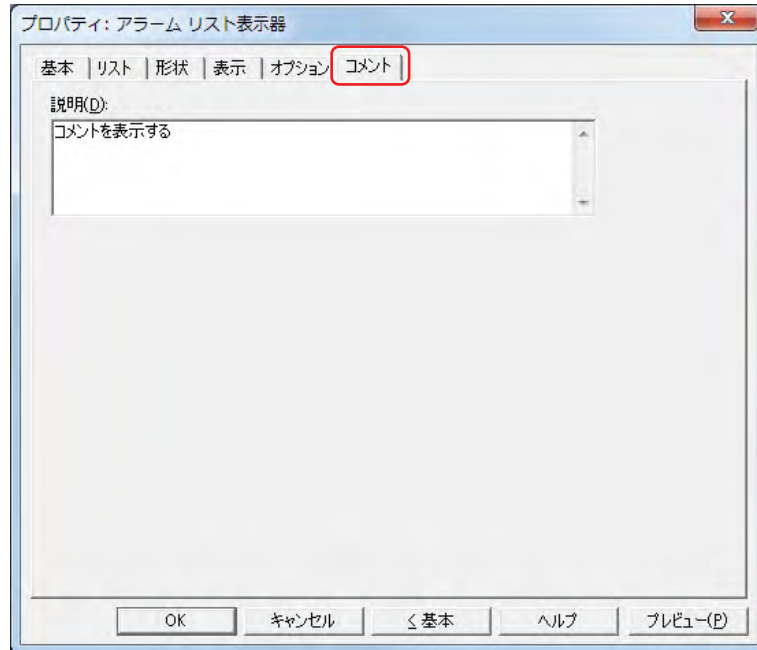 プロパティ: アラーム リスト表示器
基本 リスト 形状 表示 オプション コメント
説明(D):
コメントを表示する
OK キャンセル < 基本 ヘルプ プレビュー(P)